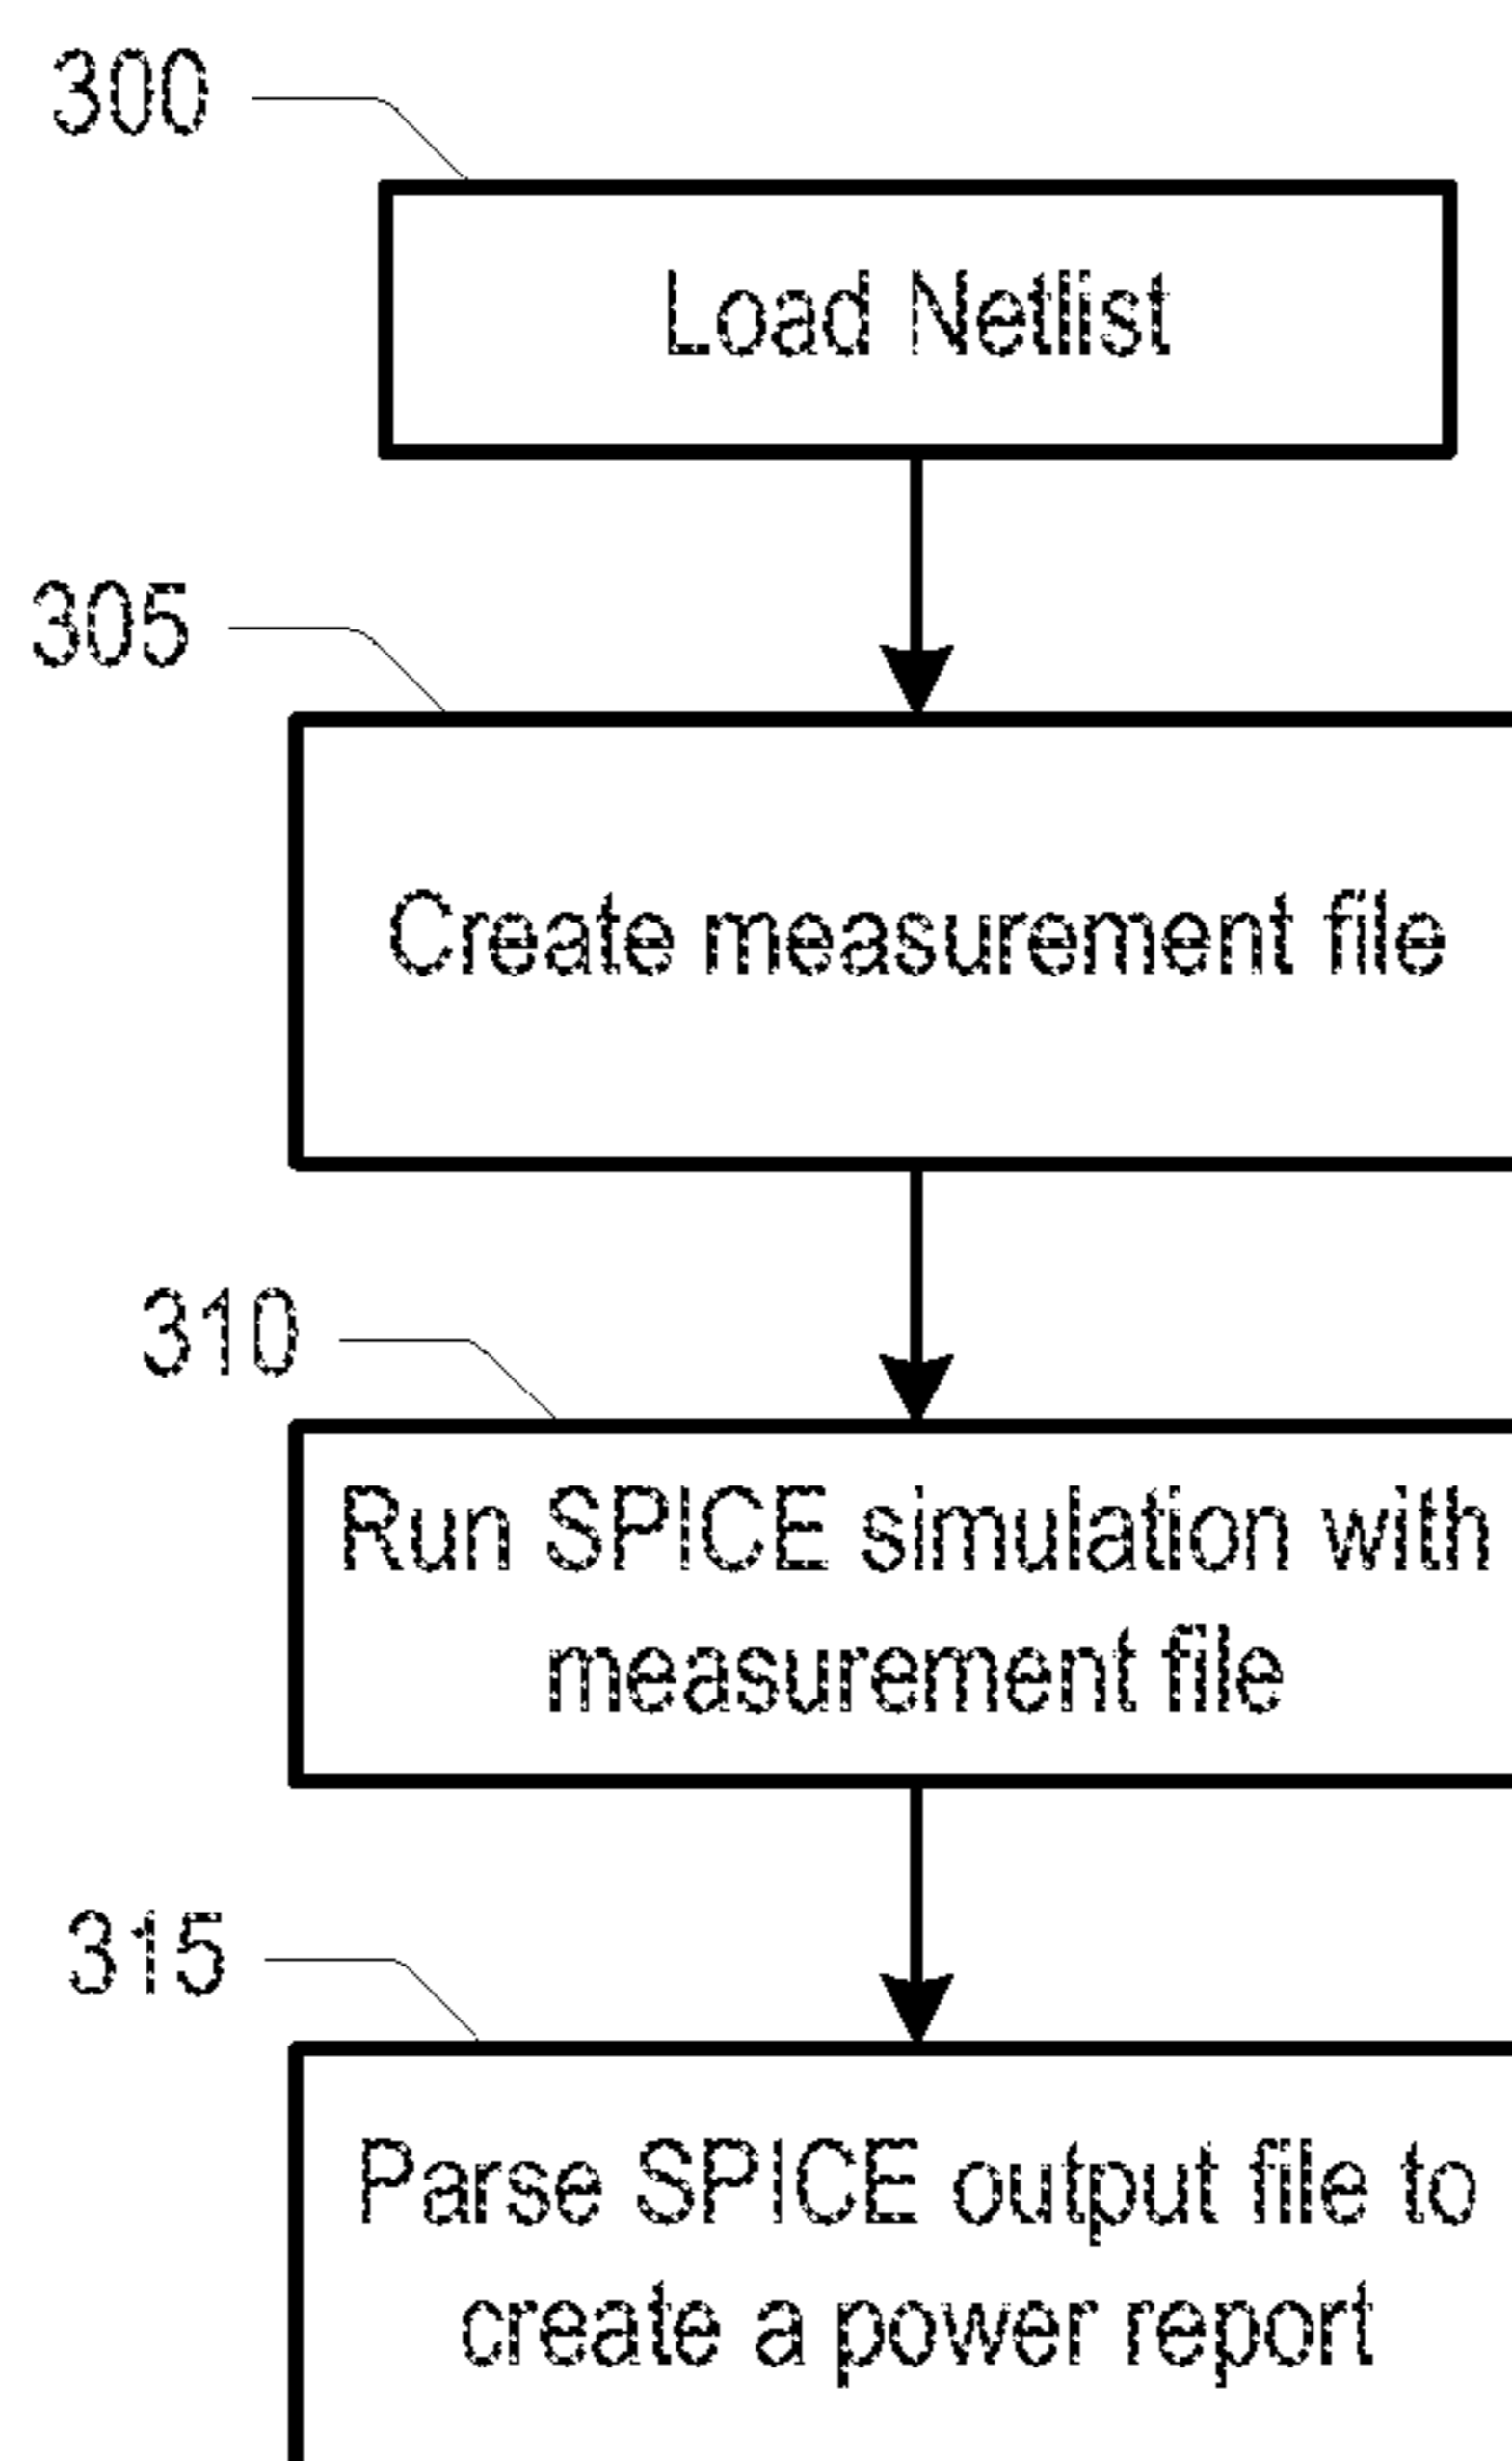 300
Load Netlist
305
Create measurement file
310
Run SPICE simulation with
measurement file
315
Parse SPICE output file to
create a power report